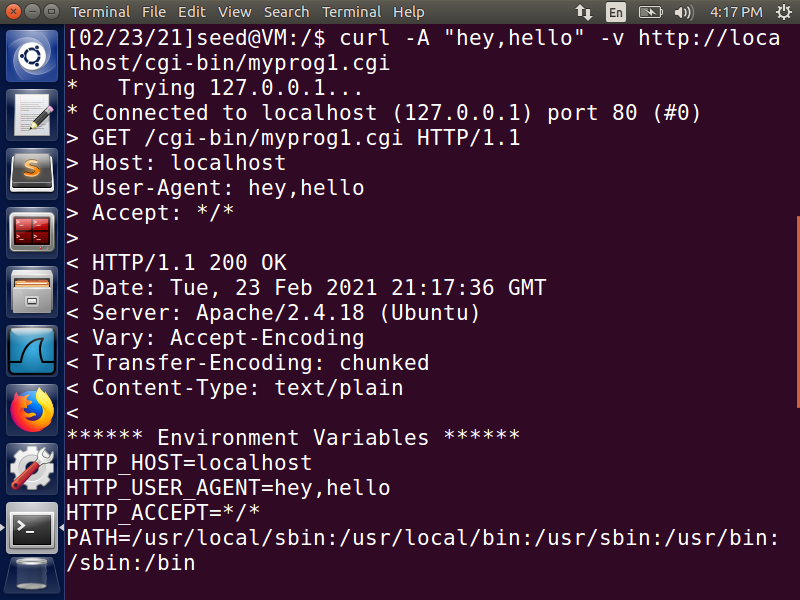 Terminal File Edit View Search Terminal Help En 4:17 PM
[02/23/21]seed@VM:/$ curl -A "hey,hello" -v http://loca
lhost/cgi-bin/myprog1.cgi
*   Trying 127.0.0.1...
* Connected to localhost (127.0.0.1) port 80 (#0)
> GET /cgi-bin/myprog1.cgi HTTP/1.1
> Host: localhost
> User-Agent: hey,hello
> Accept: */*
>
< HTTP/1.1 200 OK
< Date: Tue, 23 Feb 2021 21:17:36 GMT
< Server: Apache/2.4.18 (Ubuntu)
< Vary: Accept-Encoding
< Transfer-Encoding: chunked
< Content-Type: text/plain
<
****** Environment Variables ******
HTTP_HOST=localhost
HTTP_USER_AGENT=hey,hello
HTTP_ACCEPT=*/*
PATH=/usr/local/sbin:/usr/local/bin:/usr/sbin:/usr/bin:
/sbin:/bin